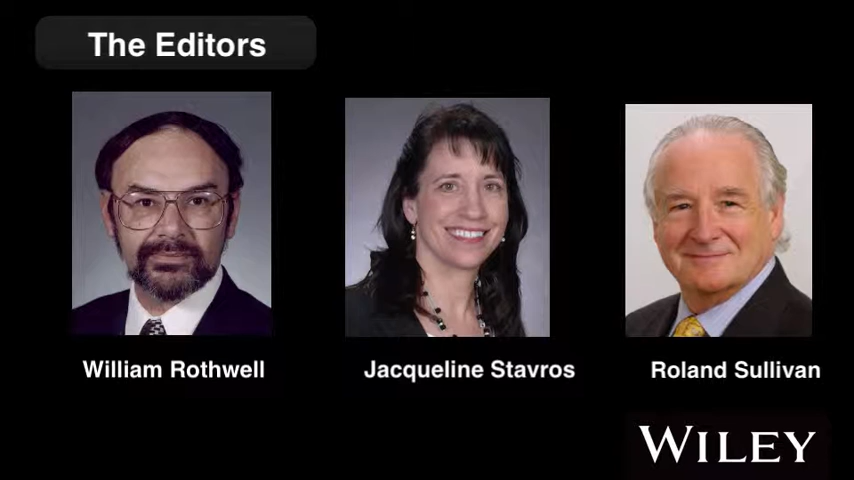 The Editors
William Rothwell
Jacqueline Stavros
Roland Sullivan
WILEY